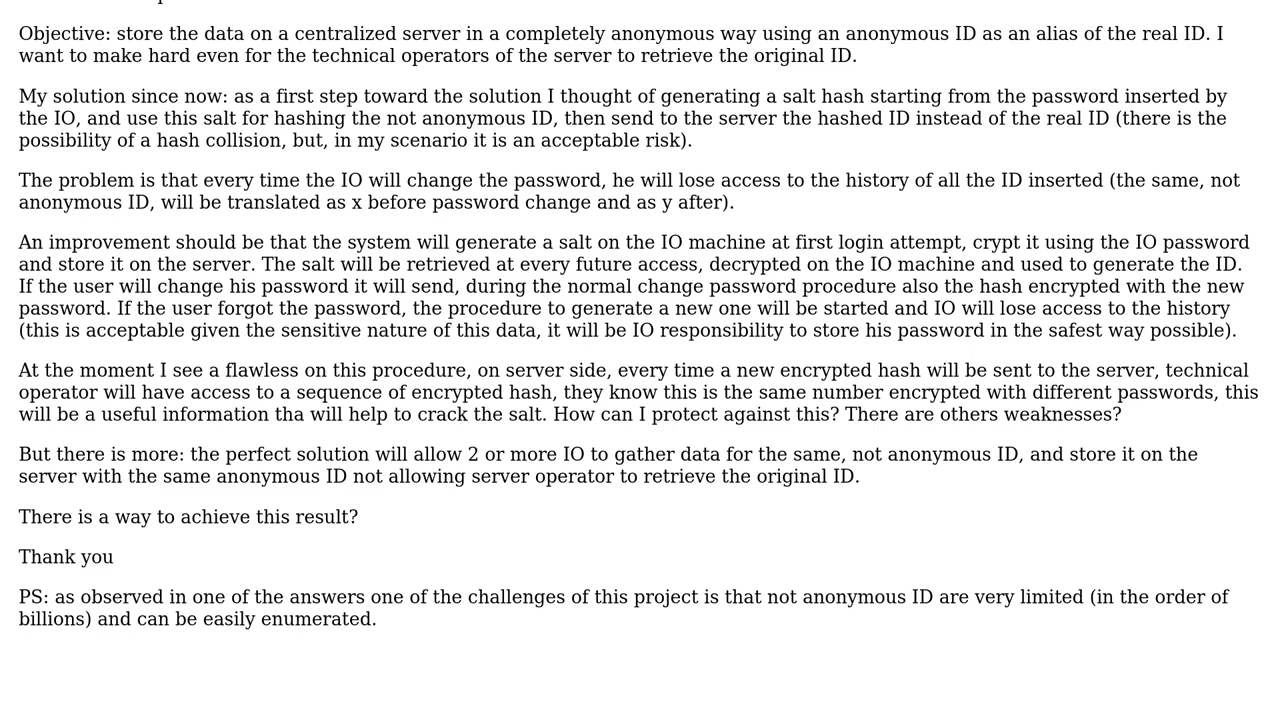 Objective: store the data on a centralized server in a completely anonymous way using an anonymous ID as an alias of the real ID. I
want to make hard even for the technical operators of the server to retrieve the original ID.
My solution since now: as a first step toward the solution I thought of generating a salt hash starting from the password inserted by
the IO, and use this salt for hashing the not anonymous ID, then send to the server the hashed ID instead of the real ID (there is the
possibility of a hash collision, but, in my scenario it is an acceptable risk).
The problem is that every time the IO will change the password, he will lose access to the history of all the ID inserted (the same, not
anonymous ID, will be translated as x before password change and as y after).
An improvement should be that the system will generate a salt on the IO machine at first login attempt, crypt it using the IO password
and store it on the server. The salt will be retrieved at every future access, decrypted on the IO machine and used to generate the ID.
If the user will change his password it will send, during the normal change password procedure also the hash encrypted with the new
password. If the user forgot the password, the procedure to generate a new one will be started and IO will lose access to the history
(this is acceptable given the sensitive nature of this data, it will be IO responsibility to store his password in the safest way possible).
At the moment I see a flawless on this procedure, on server side, every time a new encrypted hash will be sent to the server, technical
operator will have access to a sequence of encrypted hash, they know this is the same number encrypted with different passwords, this
will be a useful information tha will help to crack the salt. How can I protect against this? There are others weaknesses?
But there is more: the perfect solution will allow 2 or more IO to gather data for the same, not anonymous ID, and store it on the
server with the same anonymous ID not allowing server operator to retrieve the original ID.
There is a way to achieve this result?
Thank you
PS: as observed in one of the answers one of the challenges of this project is that not anonymous ID are very limited (in the order of
billions) and can be easily enumerated.